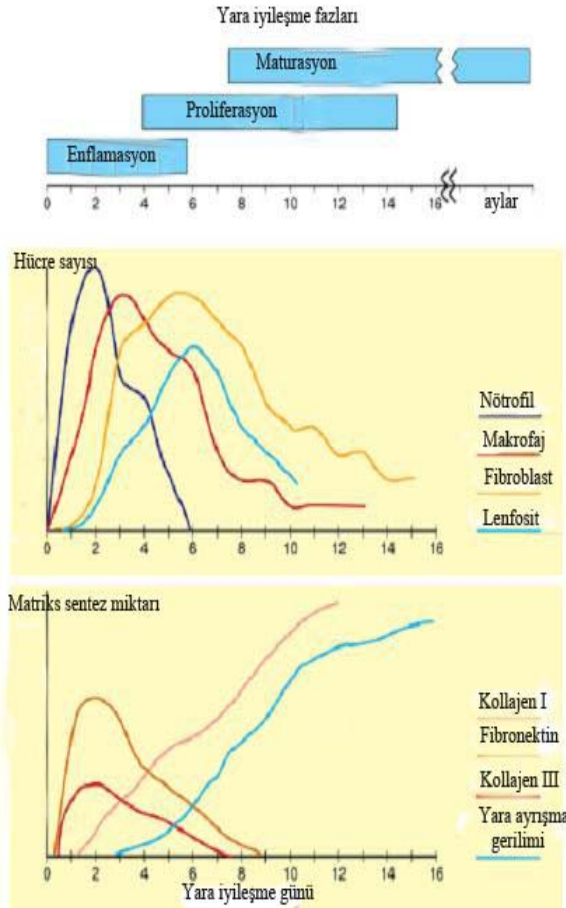 Yara iyileşme fazları
Maturasyon
Proliferasyon
Enflamasyon
0 2 4 6 8 10 12 14 16 aylar
Hücre sayısı
Nötrofil
Makrofaj
Fibroblast
Lenfosit
0 2 4 6 8 10 12 14 16
Matriks sentez miktarı
Kollajen I
Fibronektin
Kollajen III
Yara ayrışma
gerilimi
0 2 4 6 8 10 12 14 16
Yara iyileşme günü